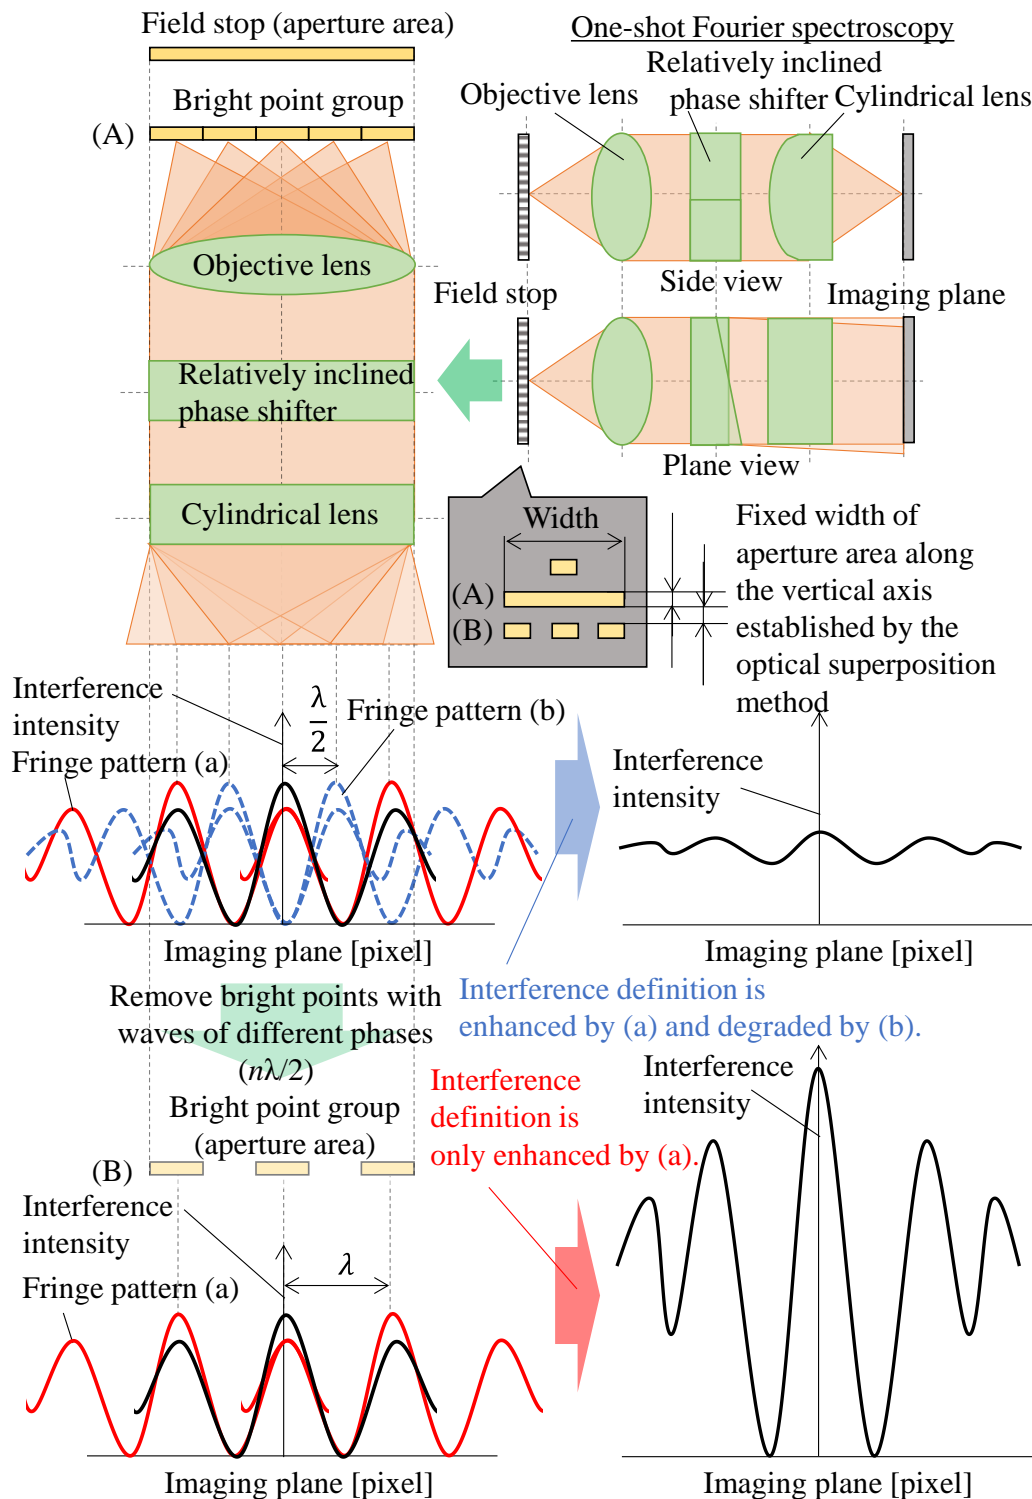 Field stop (aperture area)
Bright point group
(A)
Objective lens
Relatively inclined
phase shifter
Cylindrical lens
One-shot Fourier spectroscopy
Relatively inclined
phase shifter
Objective lens
Cylindrical lens
Side view
Field stop
Imaging plane
Plane view
Width
(A)
(B)
Fixed width of
aperture area along
the vertical axis
established by the
optical superposition
method
Interference
intensity
λ
2
Fringe pattern (b)
Fringe pattern (a)
Imaging plane [pixel]
Interference
intensity
Imaging plane [pixel]
Interference definition is
enhanced by (a) and degraded by (b).
Remove bright points with
waves of different phases
(nλ/2)
Bright point group
(aperture area)
(B)
Interference
intensity
λ
Fringe pattern (a)
Imaging plane [pixel]
Interference
definition is
only enhanced by (a).
Interference
intensity
Imaging plane [pixel]